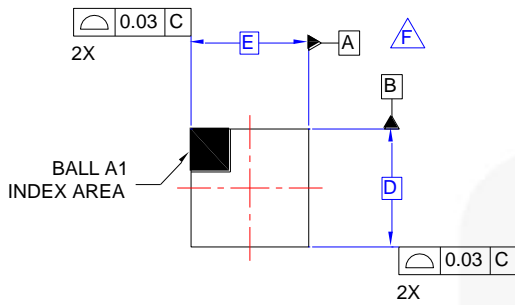 ⌓ 0.03 C
2X
E
A
F
B
BALL A1
INDEX AREA
D
⌓ 0.03 C
2X